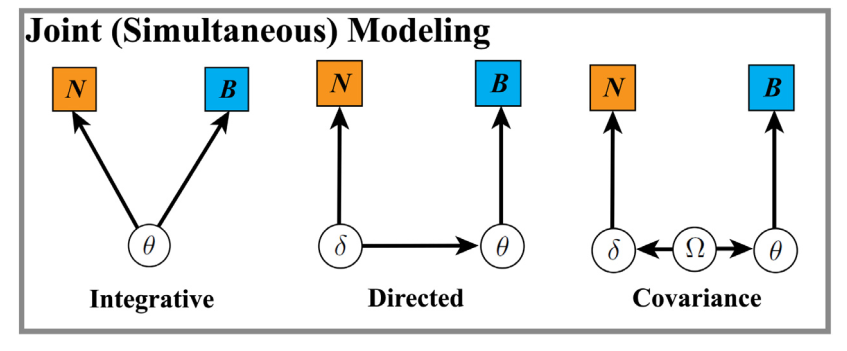 Joint (Simultaneous) Modeling
N B N B N B
θ δ θ δ Ω θ
Integrative Directed Covariance